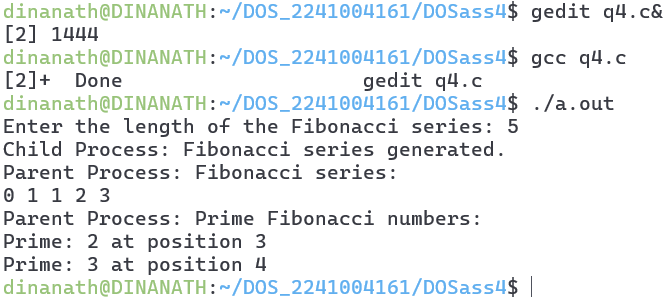 dinanath@DINANATH:~/DOS_2241004161/DOSass4$ gedit q4.c&
[2] 1444
dinanath@DINANATH:~/DOS_2241004161/DOSass4$ gcc q4.c
[2]+  Done                    gedit q4.c
dinanath@DINANATH:~/DOS_2241004161/DOSass4$ ./a.out
Enter the length of the Fibonacci series: 5
Child Process: Fibonacci series generated.
Parent Process: Fibonacci series:
0 1 1 2 3
Parent Process: Prime Fibonacci numbers:
Prime: 2 at position 3
Prime: 3 at position 4
dinanath@DINANATH:~/DOS_2241004161/DOSass4$